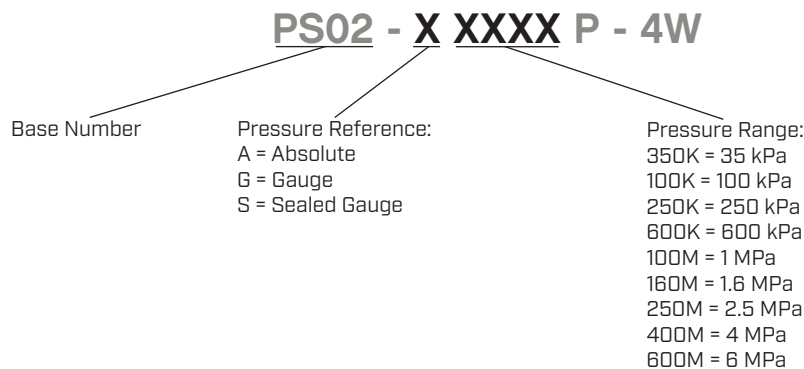 PS02 - X XXXX P - 4W
Base Number
Pressure Reference:
A = Absolute
G = Gauge
S = Sealed Gauge
Pressure Range:
350K = 35 kPa
100K = 100 kPa
250K = 250 kPa
600K = 600 kPa
100M = 1 MPa
160M = 1.6 MPa
250M = 2.5 MPa
400M = 4 MPa
600M = 6 MPa